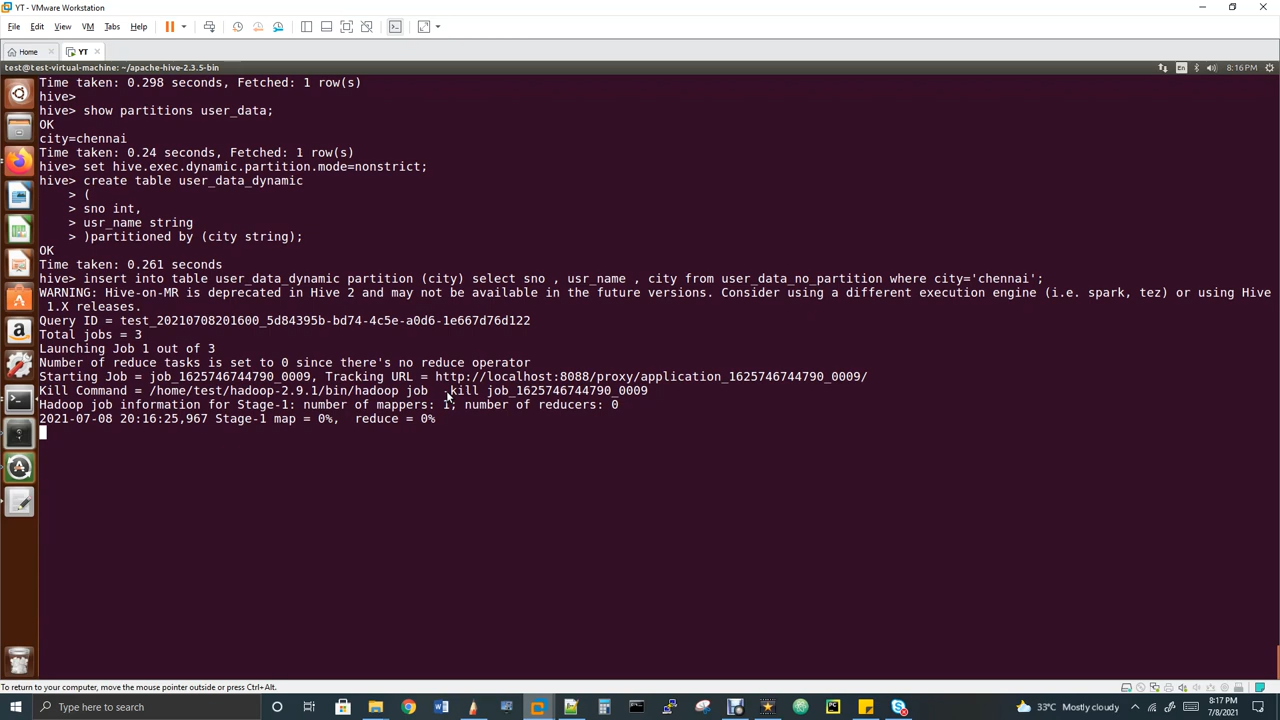 YT - VMware Workstation
File Edit View VM Tabs Help
Home YT
test@test-virtual-machine: ~/apache-hive-2.3.5-bin En 8:16PM
Time taken: 0.298 seconds, Fetched: 1 row(s)
hive>
hive> show partitions user_data;
OK
city=chennai
Time taken: 0.24 seconds, Fetched: 1 row(s)
hive> set hive.exec.dynamic.partition.mode=nonstrict;
hive> create table user_data_dynamic
> (
> sno int,
> usr_name string
> )partitioned by (city string);
OK
Time taken: 0.261 seconds
hive> insert into table user_data_dynamic partition (city) select sno , usr_name , city from user_data_no_partition where city='chennai';
WARNING: Hive-on-MR is deprecated in Hive 2 and may not be available in the future versions. Consider using a different execution engine (i.e. spark, tez) or using Hive
1.X releases.
Query ID = test_20210708201600_5d84395b-bd74-4c5e-a0d6-1e667d76d122
Total jobs = 3
Launching Job 1 out of 3
Number of reduce tasks is set to 0 since there's no reduce operator
Starting Job = job_1625746744790_0009, Tracking URL = http://localhost:8088/proxy/application_1625746744790_0009/
Kill Command = /home/test/hadoop-2.9.1/bin/hadoop job -kill job_1625746744790_0009
Hadoop job information for Stage-1: number of mappers: 1; number of reducers: 0
2021-07-08 20:16:25,967 Stage-1 map = 0%, reduce = 0%
To return to your computer, move the mouse pointer outside or press Ctrl+Alt.
Type here to search
33°C Mostly cloudy
8:17 PM
7/8/2021